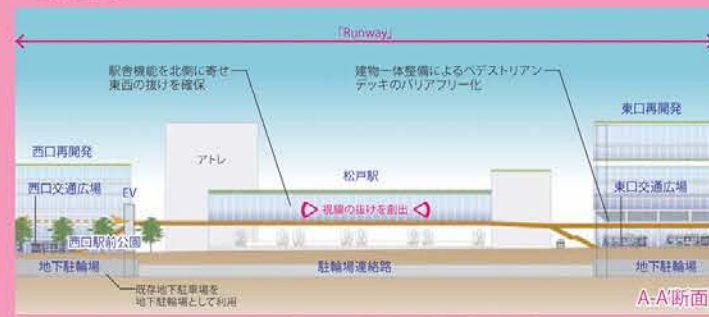 「Runway」
駅舎機能を北側に寄せ
東西の抜けを確保
建物一体整備によるペデストリアン
デッキのバリアフリー化
東口再開発
西口再開発
アトレ
松戸駅
西口交通広場
EV
視線の抜けを創出
東口交通広場
西口駅前公園
地下駐輪場
駐輪場連絡路
地下駐輪場
既存地下駐車場を
地下駐輪場として利用
A-A'断面